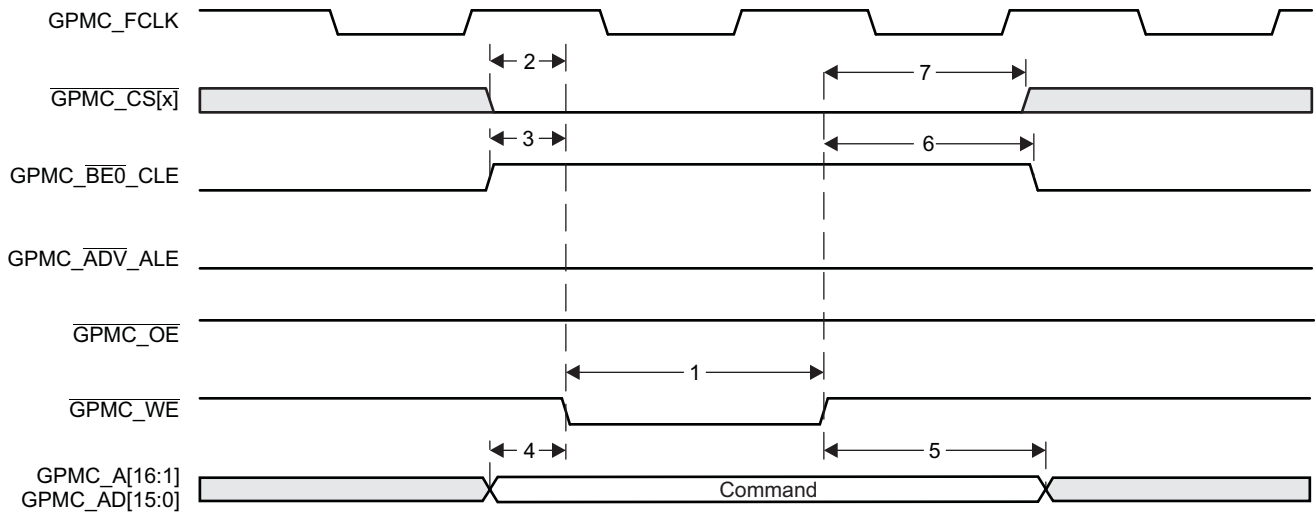 GPMC_FCLK
2
7
GPMC_CS[x]
3
6
GPMC_BE0_CLE
GPMC_ADV_ALE
GPMC_OE
1
GPMC_WE
4
5
GPMC_A[16:1]
GPMC_AD[15:0]
Command